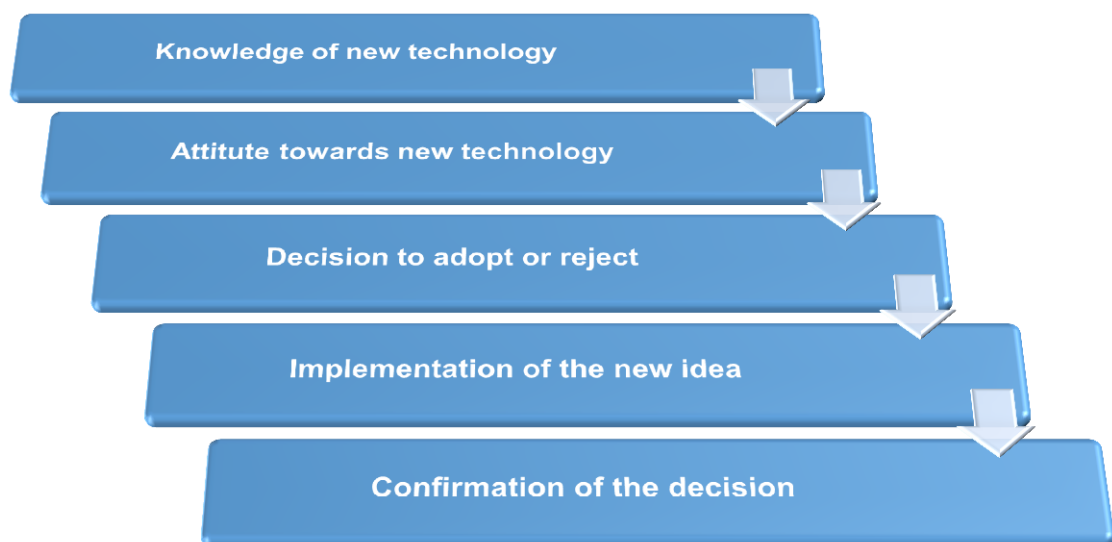 Knowledge of new technology
Attitute towards new technology
Decision to adopt or reject
Implementation of the new idea
Confirmation of the decision